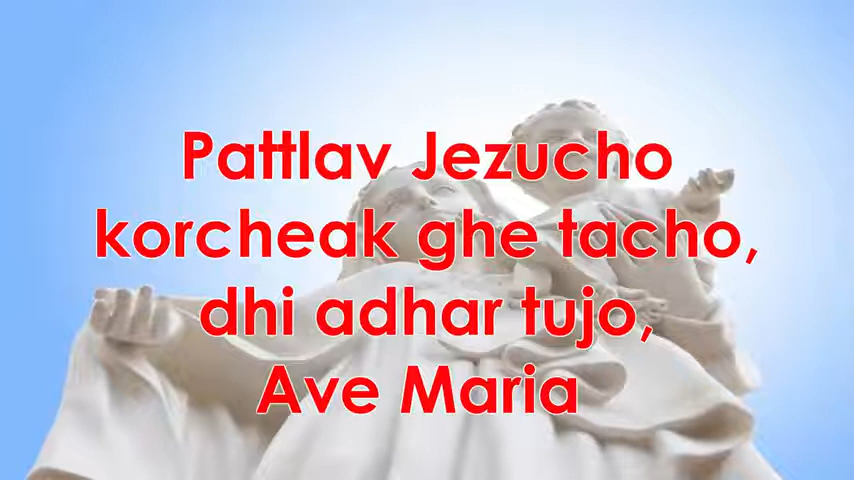 Pattlav Jezucho
korcheak ghe tacho,
dhi adhar tujo,
Ave Maria